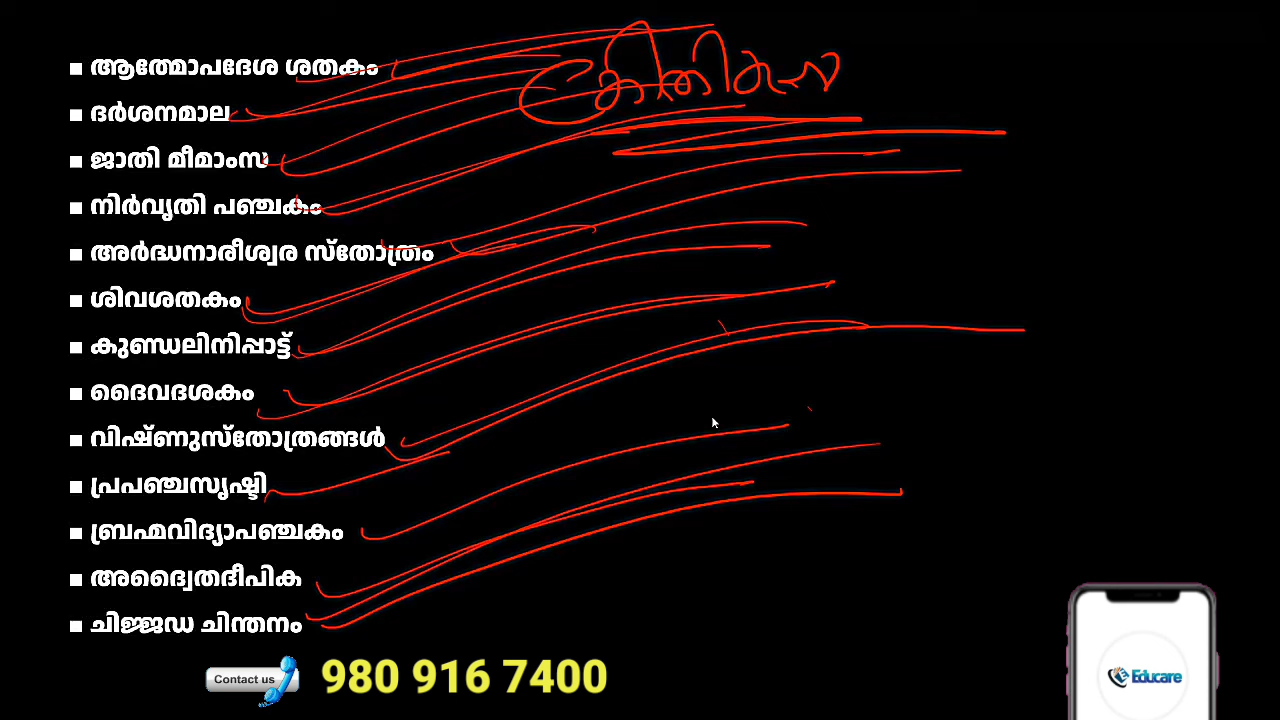 ആത്മോപദേശ ശതകം
ദർശനമാല
ജാതി മീമാംസ
നിർവൃതി പഞ്ചകം
അർദ്ധനാരീശ്വര സ്തോത്രം
ശിവശതകം
കുണ്ഡലിനിപ്പാട്ട്
ദൈവദശകം
വിഷ്ണുസ്തോത്രങ്ങൾ
പ്രപഞ്ചസൃഷ്ടി
ബ്രഹ്മവിദ്യാപഞ്ചകം
അദ്വൈതദീപിക
ചിജ്ജഡ ചിന്തനം
Contact us 980 916 7400
Educare